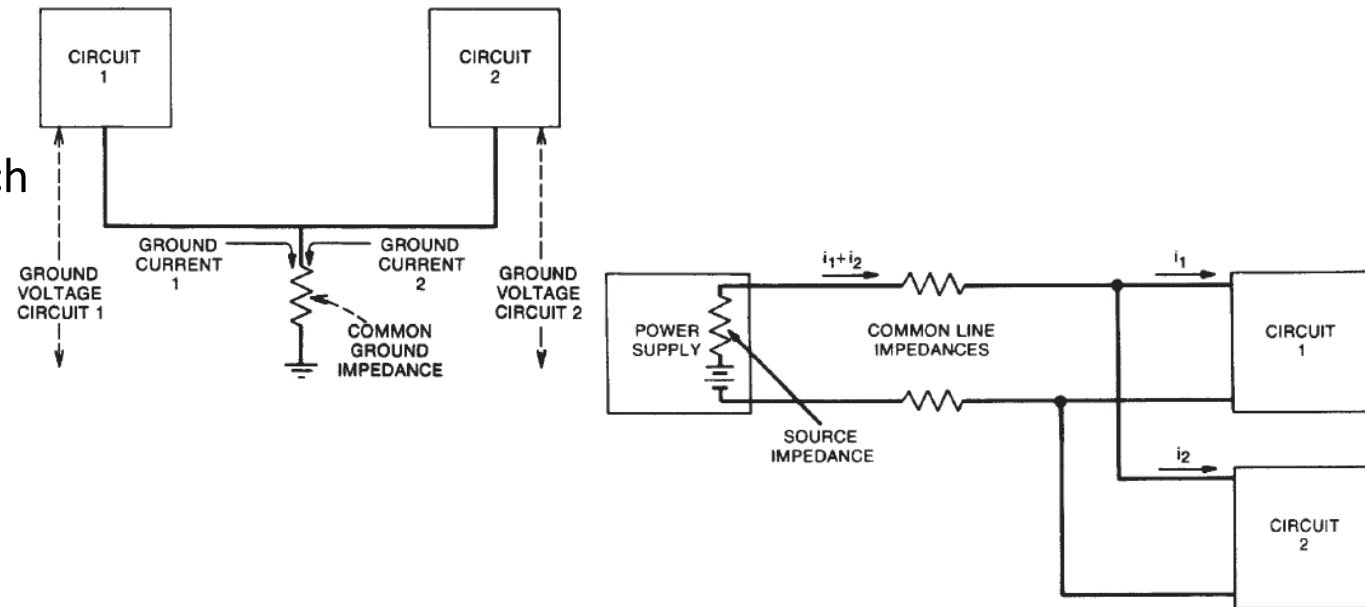 CIRCUIT
1
CIRCUIT
2
GROUND
VOLTAGE
CIRCUIT 1
GROUND
CURRENT
1
GROUND
CURRENT
2
GROUND
VOLTAGE
CIRCUIT 2
COMMON
GROUND
IMPEDANCE
i1+i2
i1
POWER
SUPPLY
COMMON LINE
IMPEDANCES
CIRCUIT
1
SOURCE
IMPEDANCE
i2
CIRCUIT
2